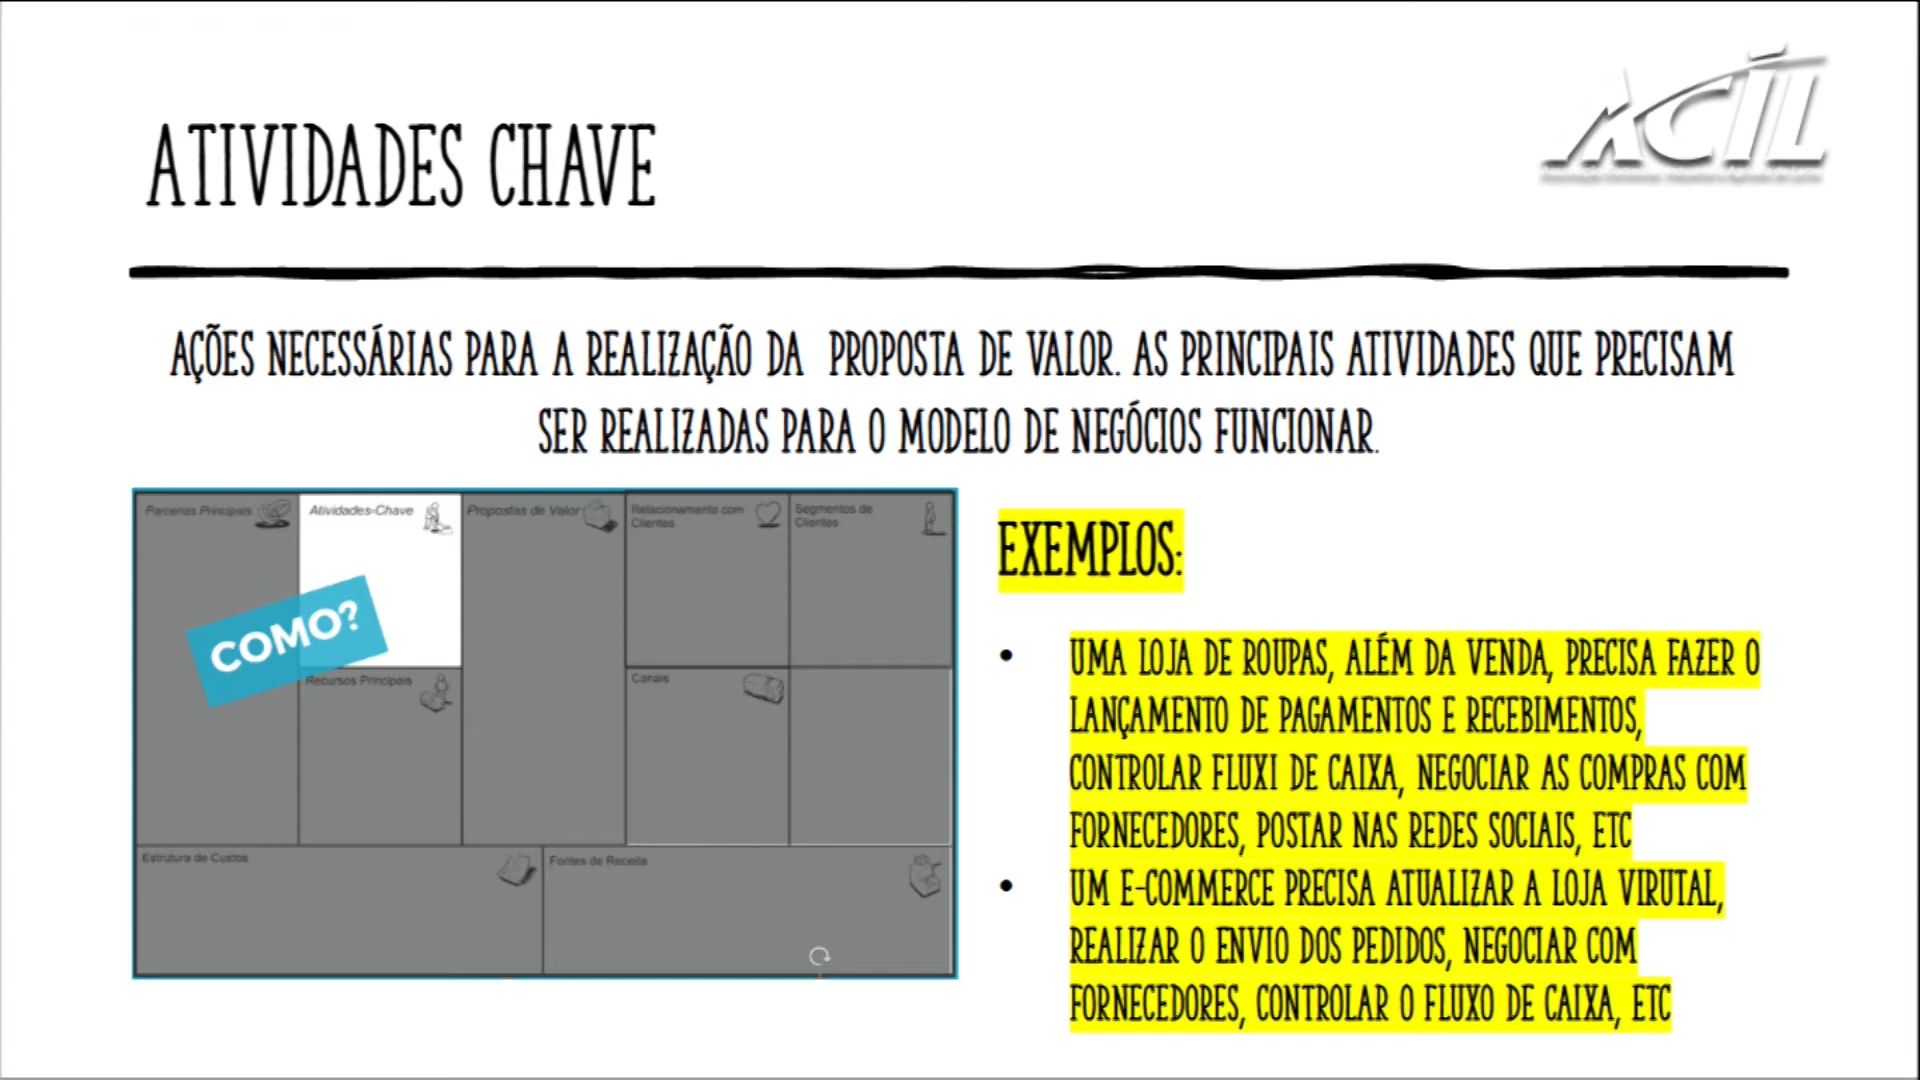 ACIL
ATIVIDADES CHAVE
AÇÕES NECESSÁRIAS PARA A REALIZAÇÃO DA PROPOSTA DE VALOR. AS PRINCIPAIS ATIVIDADES QUE PRECISAM
SER REALIZADAS PARA O MODELO DE NEGÓCIOS FUNCIONAR.
Parcerias Principais
Atividades-Chave
Propostas de Valor
Relacionamento com
Clientes
Segmentos de
Clientes
COMO?
Recursos Principais
Canais
Estrutura de Custos
Fontes de Receita
EXEMPLOS:
• UMA LOJA DE ROUPAS, ALÉM DA VENDA, PRECISA FAZER O
LANÇAMENTO DE PAGAMENTOS E RECEBIMENTOS,
CONTROLAR FLUXI DE CAIXA, NEGOCIAR AS COMPRAS COM
FORNECEDORES, POSTAR NAS REDES SOCIAIS, ETC
• UM E-COMMERCE PRECISA ATUALIZAR A LOJA VIRUTAL,
REALIZAR O ENVIO DOS PEDIDOS, NEGOCIAR COM
FORNECEDORES, CONTROLAR O FLUXO DE CAIXA, ETC